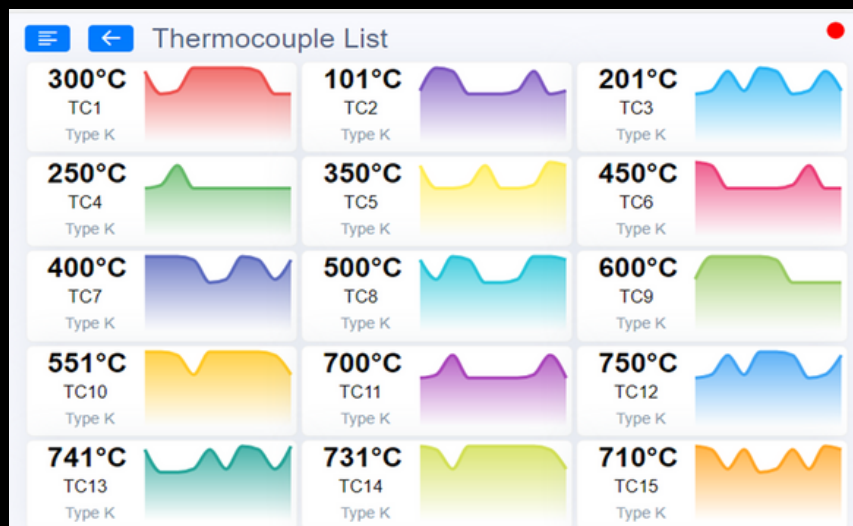 Thermocouple List
300°C
TC1
Type K
101°C
TC2
Type K
201°C
TC3
Type K
250°C
TC4
Type K
350°C
TC5
Type K
450°C
TC6
Type K
400°C
TC7
Type K
500°C
TC8
Type K
600°C
TC9
Type K
551°C
TC10
Type K
700°C
TC11
Type K
750°C
TC12
Type K
741°C
TC13
Type K
731°C
TC14
Type K
710°C
TC15
Type K